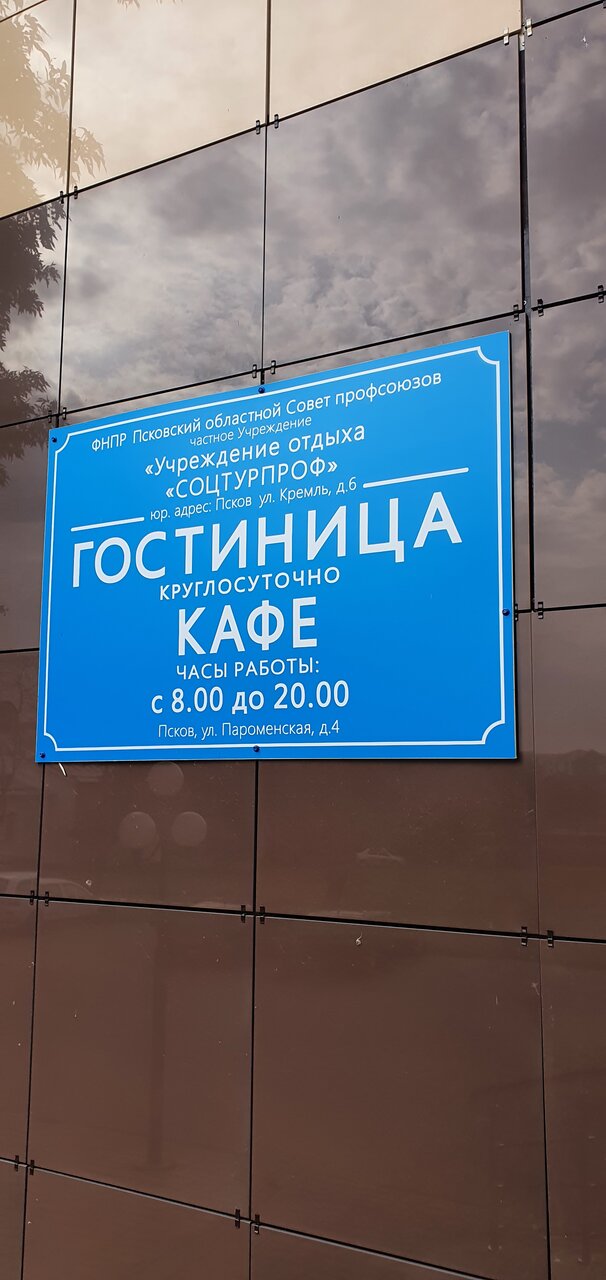 ФНПР Псковский областной Совет профсоюзов
частное Учреждение
«Учреждение отдыха
«СОЦТУРПРОФ»
юр. адрес: Псков ул. Кремль, д.6
ГОСТИНИЦА
КРУГЛОСУТОЧНО
КАФЕ
ЧАСЫ РАБОТЫ:
с 8.00 до 20.00
Псков, ул. Пароменская, д.4